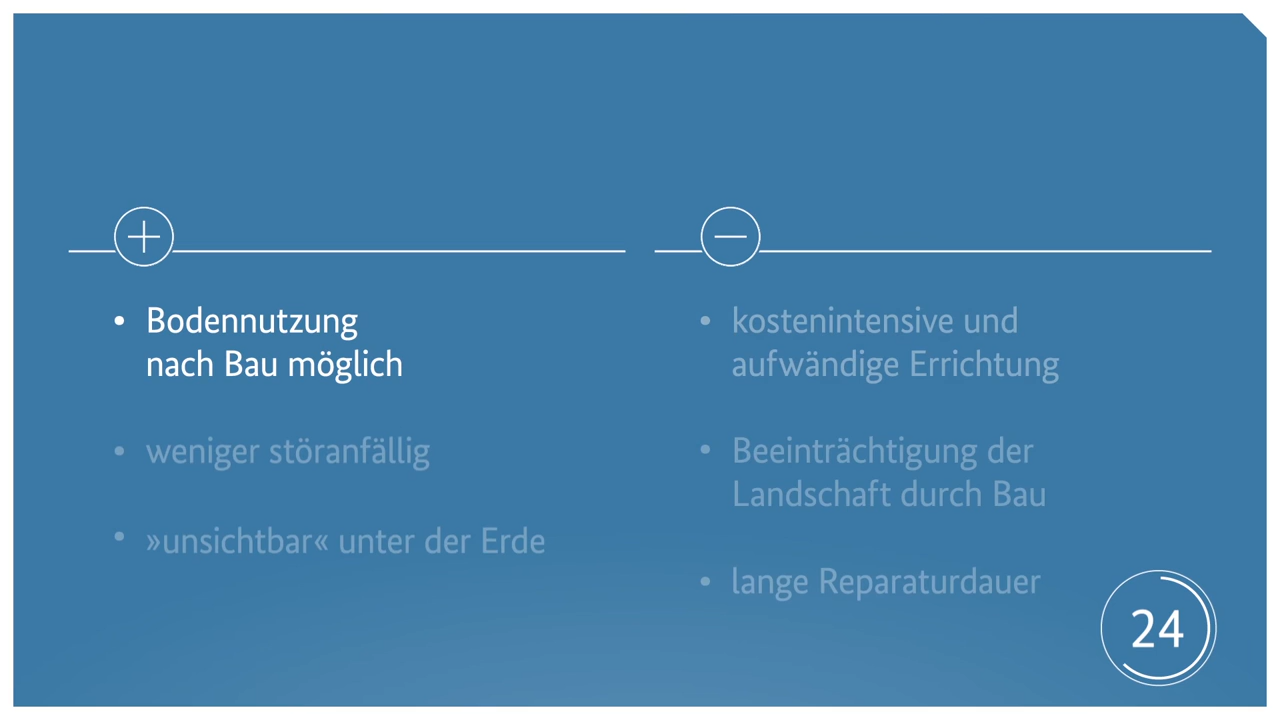 • Bodennutzung
nach Bau möglich
• weniger störanfällig
• »unsichtbar« unter der Erde
• kostenintensive und
aufwändige Errichtung
• Beeinträchtigung der
Landschaft durch Bau
• lange Reparaturdauer
24